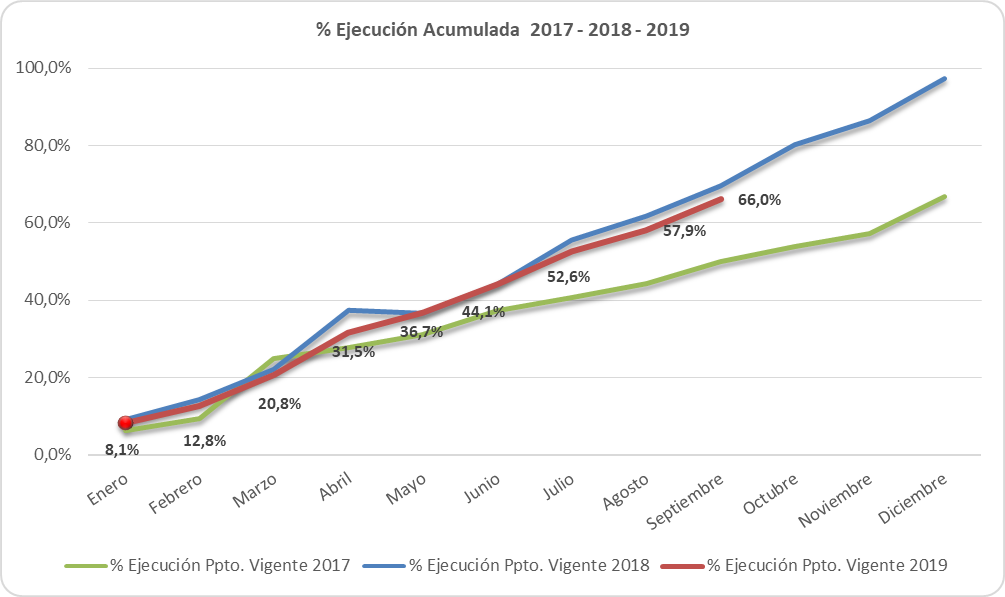 % Ejecución Acumulada 2017 - 2018 - 2019
100,0%
80,0%
60,0%
40,0%
20,0%
0,0%
66,0%
57,9%
52,6%
44,1%
36,7%
31,5%
20,8%
12,8%
8,1%
Enero
Febrero
Marzo
Abril
Mayo
Junio
Julio
Agosto
Septiembre
Octubre
Noviembre
Diciembre
% Ejecución Ppto. Vigente 2017
% Ejecución Ppto. Vigente 2018
% Ejecución Ppto. Vigente 2019